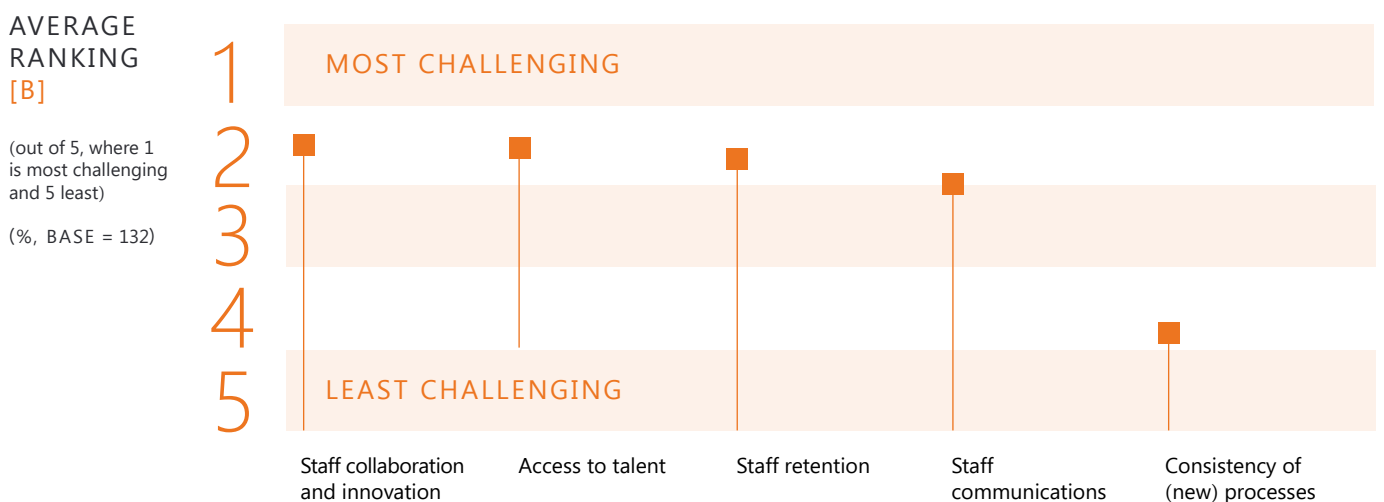 AVERAGE
RANKING
[B]
(out of 5, where 1
is most challenging
and 5 least)
(%, BASE = 132)
1
MOST CHALLENGING
2
3
4
5
LEAST CHALLENGING
Staff collaboration
and innovation
Access to talent
Staff retention
Staff
communications
Consistency of
(new) processes